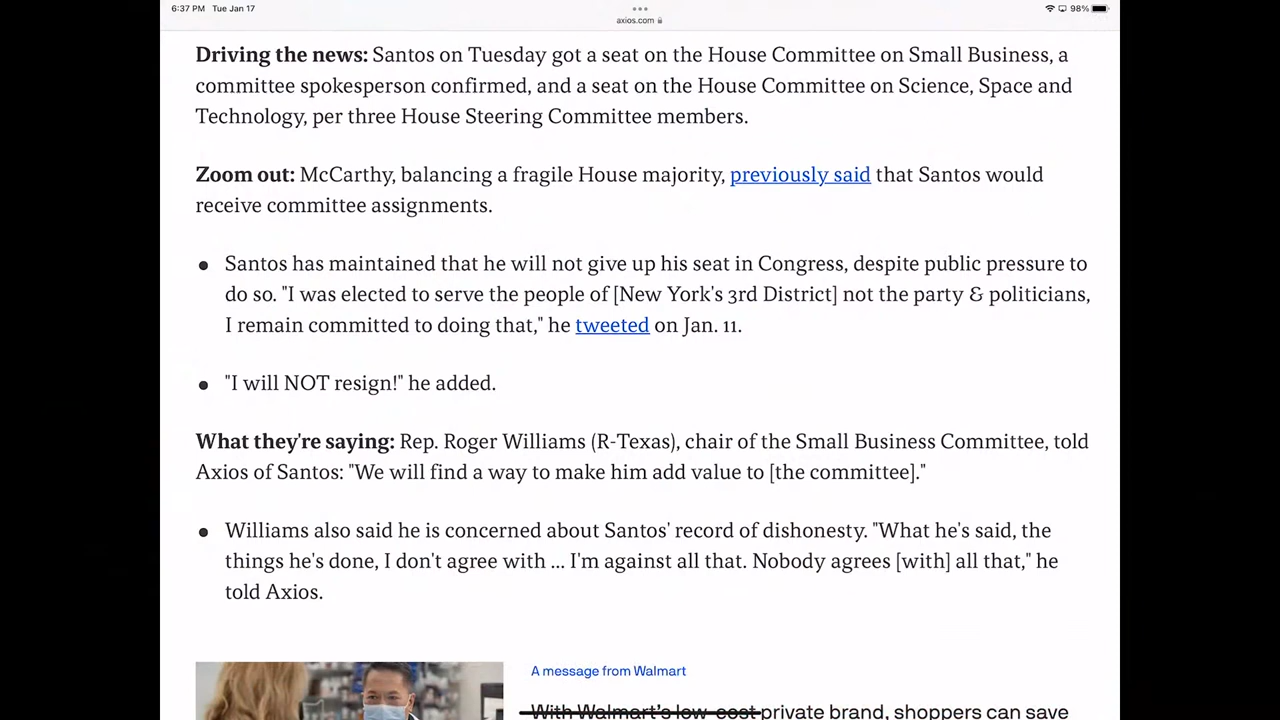 6:37 PM Tue Jan 17
98%
axios.com
Driving the news: Santos on Tuesday got a seat on the House Committee on Small Business, a
committee spokesperson confirmed, and a seat on the House Committee on Science, Space and
Technology, per three House Steering Committee members.
Zoom out: McCarthy, balancing a fragile House majority, previously said that Santos would
receive committee assignments.
• Santos has maintained that he will not give up his seat in Congress, despite public pressure to
do so. "I was elected to serve the people of [New York's 3rd District] not the party & politicians,
I remain committed to doing that," he tweeted on Jan. 11.
• "I will NOT resign!" he added.
What they're saying: Rep. Roger Williams (R-Texas), chair of the Small Business Committee, told
Axios of Santos: "We will find a way to make him add value to [the committee]."
• Williams also said he is concerned about Santos' record of dishonesty. "What he's said, the
things he's done, I don't agree with ... I'm against all that. Nobody agrees [with] all that," he
told Axios.
A message from Walmart
With Walmart's low-cost private brand, shoppers can save